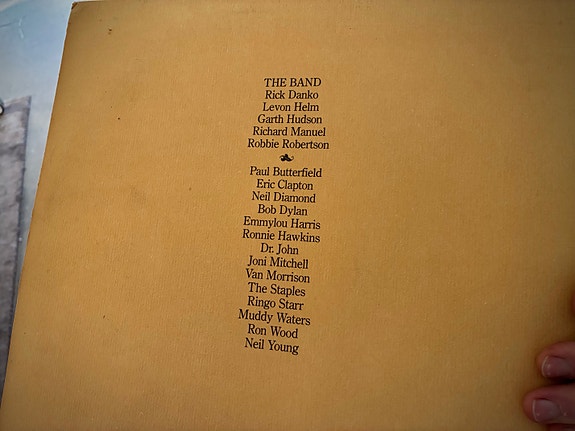 THE BAND
Rick Danko
Levon Helm
Garth Hudson
Richard Manuel
Robbie Robertson
Paul Butterfield
Eric Clapton
Neil Diamond
Bob Dylan
Emmylou Harris
Ronnie Hawkins
Dr. John
Joni Mitchell
Van Morrison
The Staples
Ringo Starr
Muddy Waters
Ron Wood
Neil Young